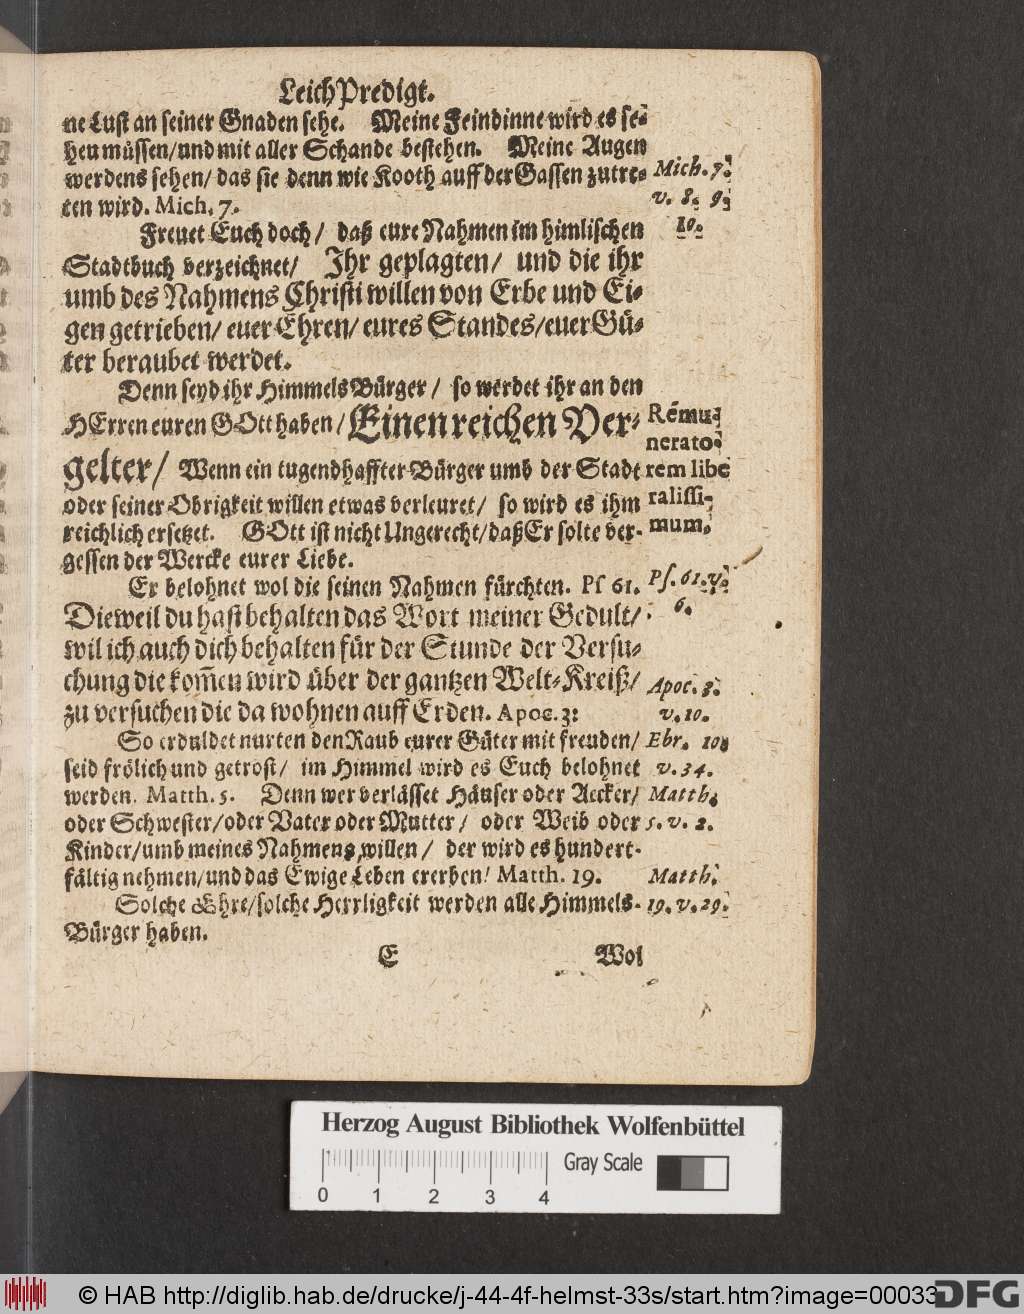 LeichPredigt.
ne Lust an seiner Gnaden sehe. Meine Feindinne wird es se-
hen müssen/und mit aller Schande bestehen. Meine Augen
werdens sehen/ das sie denn wie Kooth auff der Gassen zutre-
ten wird. Mich. 7.
Mich. 7.
v. 8. 9.
10.
Freuet Euch doch/ daß eure Nahmen im himlischen
Stadtbuch verzeichnet/ Ihr geplagten/ und die ihr
umb des Nahmens Christi willen von Erbe und Ei-
gen getrieben/ euer Ehren/ eures Standes/euer Gü-
ter beraubet werdet.
Denn seyd ihr HimmelsBürger/ so werdet ihr an den
HErren euren GOtt haben/ Einen reichen Ver-
gelter/ Wenn ein tugendhaffter Bürger umb der Stadt
oder seiner Obrigkeit willen etwas verleuret/ so wird es ihm
reichlich ersetzet. GOtt ist nicht Ungerecht/daß Er solte ver-
gessen der Wercke eurer Liebe.
Remu-
nerato-
rem libe
ralissi-
mum.
Er belohnet wol die seinen Nahmen fürchten. Ps 61.
Dieweil du hast behalten das Wort meiner Gedult/
wil ich auch dich behalten für der Stunde der Versu-
chung die kom̃en wird über der gantzen Welt-Kreiß/
zu versuchen die da wohnen auff Erden. Apoc. 3:
Ps. 61. v.
6.
Apoc. 3.
v. 10.
So erduldet nur ten den Raub eurer Güter mit freuden/
seid frölich und getrost/ im Himmel wird es Euch belohnet
werden. Matth. 5. Denn wer verlässet Häuser oder Aecker/
oder Schwester/oder Vater oder Mutter/ oder Weib oder
Kinder/umb meines Nahmens willen/ der wird es hundert-
fältig nehmen/und das Ewige Leben ererben! Matth. 19.
Ebr. 10.
v. 34.
Matth.
5. v. 2.
Matth.
19. v. 29.
Solche Ehre/solche Herrligkeit werden alle Himmels-
Bürger haben.
E
Wol
Herzog August Bibliothek Wolfenbüttel
Gray Scale
0 1 2 3 4
© HAB http://diglib.hab.de/drucke/j-44-4f-helmst-33s/start.htm?image=00033
DFG